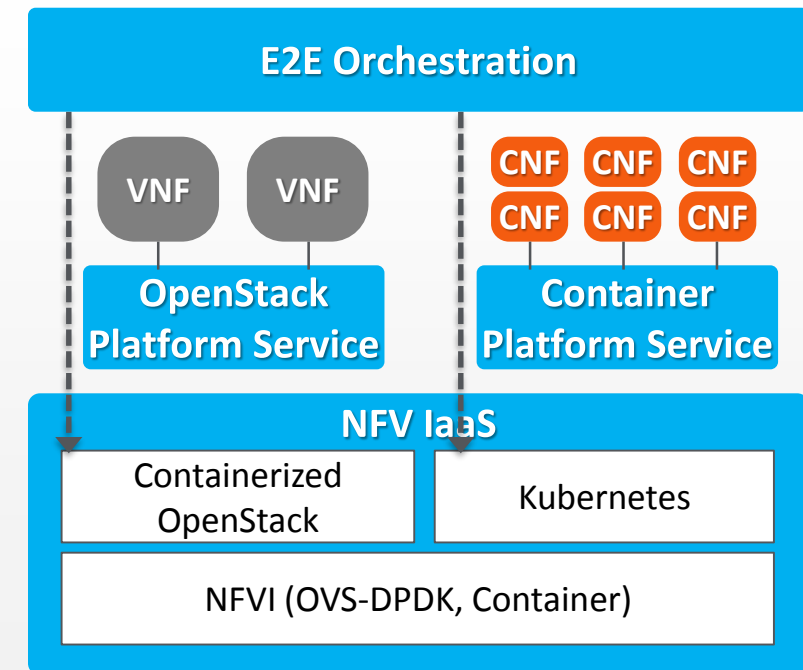 E2E Orchestration
VNF
VNF
CNF
CNF
CNF
CNF
CNF
CNF
OpenStack
Platform Service
Container
Platform Service
NFV IaaS
Containerized
OpenStack
Kubernetes
NFVI (OVS-DPDK, Container)